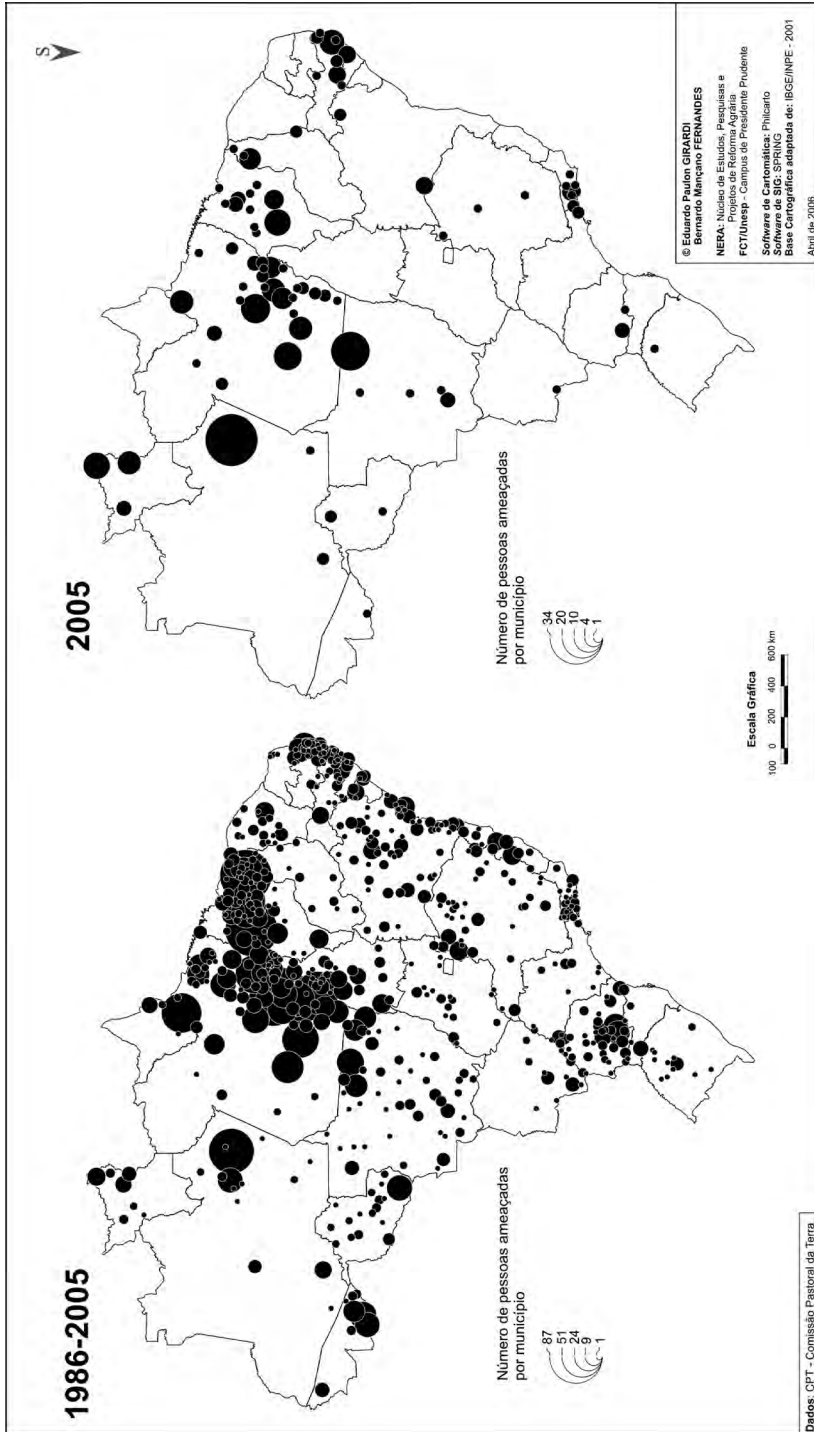 1986-2005
Número de pessoas ameaçadas
por município
87
51
24
9
1
Dados: CPT - Comissão Pastoral da Terra
2005
Número de pessoas ameaçadas
por município
34
20
10
4
1
Escala Gráfica
100 0 200 400 600 km
S
© Eduardo Paulon GIRARDI
Bernardo Mançano FERNANDES
NERA: Núcleo de Estudos, Pesquisas e
Projetos de Reforma Agrária
FCT/Unesp - Campus de Presidente Prudente
Software de Cartomática: Philcarto
Software de SIG: SPRING
Base Cartográfica adaptada de: IBGE/INPE - 2001
Abril de 2006